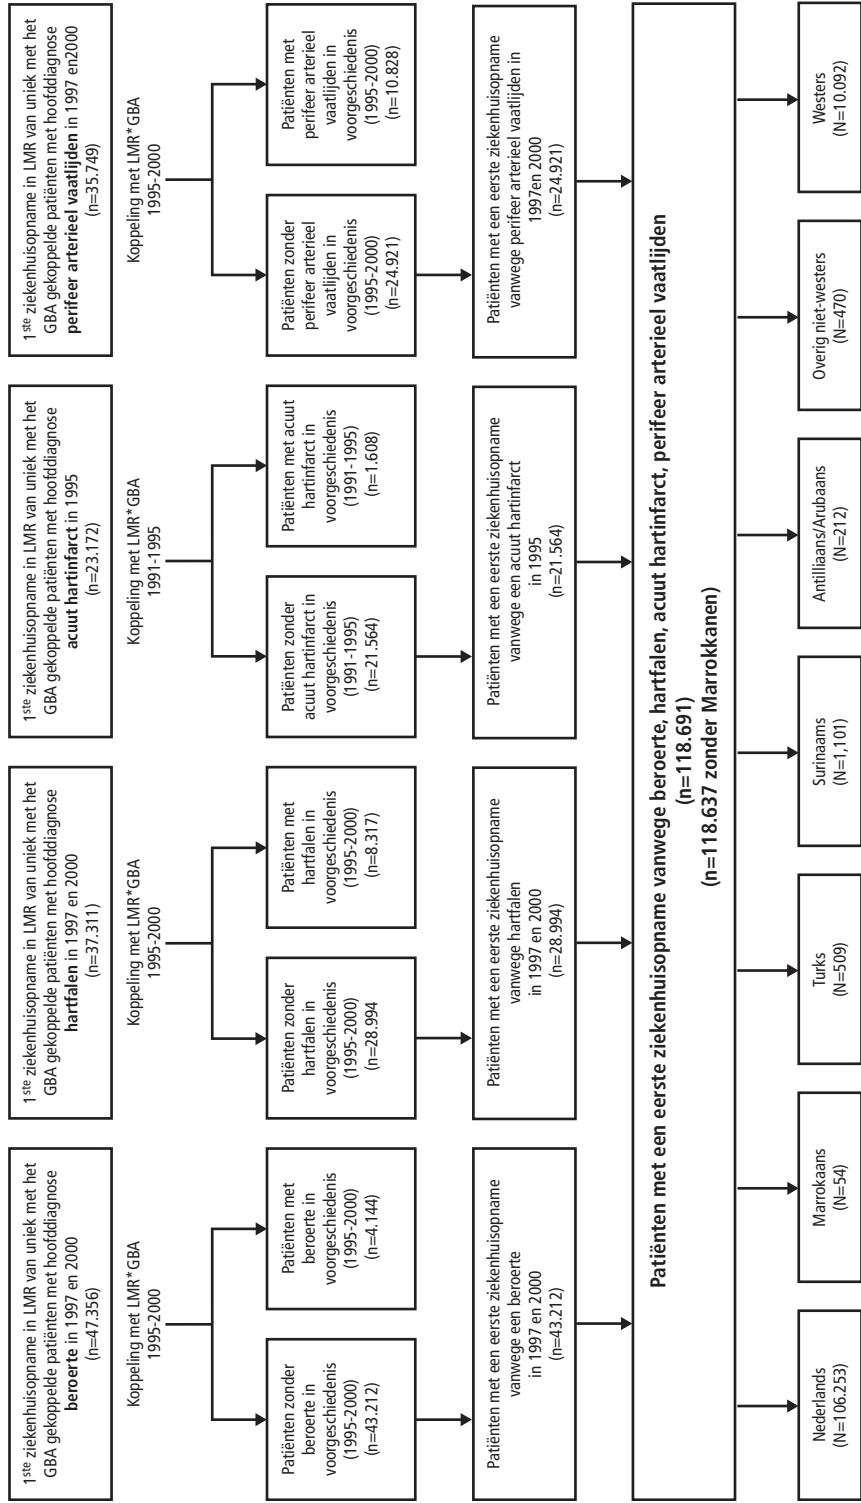 1ste ziekenhuisopname in LMR van uniek met het
GBA gekoppelde patiënten met hoofddiagnose
beroerte in 1997 en 2000
(n=47.356)
Koppeling met LMR*GBA
1995-2000
Patiënten zonder
beroerte in
voorgeschiedenis
(1995-2000)
(n=43.212)
Patiënten met
beroerte in
voorgeschiedenis
(1995-2000)
(n=4.144)
Patiënten met een eerste ziekenhuisopname
vanwege een beroerte
in 1997 en 2000
(n=43.212)
1ste ziekenhuisopname in LMR van uniek met het
GBA gekoppelde patiënten met hoofddiagnose
hartfalen in 1997 en 2000
(n=37.311)
Koppeling met LMR*GBA
1995-2000
Patiënten zonder
hartfalen in
voorgeschiedenis
(1995-2000)
(n=28.994
Patiënten met
hartfalen in
voorgeschiedenis
(1995-2000)
(n=8.317)
Patiënten met een eerste ziekenhuisopname
vanwege hartfalen
in 1997 en 2000
(n=28.994)
1ste ziekenhuisopname in LMR van uniek met het
GBA gekoppelde patiënten met hoofddiagnose
acuut hartinfarct in 1995
(n=23.172)
Koppeling met LMR*GBA
1991-1995
Patiënten zonder
acuut hartinfarct in
voorgeschiedenis
(1991-1995)
(n=21.564)
Patiënten met acuut
hartinfarct in
voorgeschiedenis
(1991-1995)
(n=1.608)
Patiënten met een eerste ziekenhuisopname
vanwege een acuut hartinfarct
in 1995
(n=21.564)
1ste ziekenhuisopname in LMR van uniek met het
GBA gekoppelde patiënten met hoofddiagnose
perifeer arterieel vaatlijden in 1997 en2000
(n=35.749)
Koppeling met LMR*GBA
1995-2000
Patiënten zonder
perifeer arterieel
vaatlijden in
voorgeschiedenis
(1995-2000)
(n=24.921)
Patiënten met
perifeer arterieel
vaatlijden in
voorgeschiedenis
(1995-2000)
(n=10.828)
Patiënten met een eerste ziekenhuisopname
vanwege perifeer arterieel vaatlijden in
1997en 2000
(n=24.921)
Patiënten met een eerste ziekenhuisopname vanwege beroerte, hartfalen, acuut hartinfarct, perifeer arterieel vaatlijden
(n=118.691)
(n=118.637 zonder Marrokkanen)
Nederlands
(N=106.253)
Marrokaans
(N=54)
Turks
(N=509)
Surinaams
(N=1,101)
Antilliaans/Arubaans
(N=212)
Overig niet-westers
(N=470)
Westers
(N=10.092)